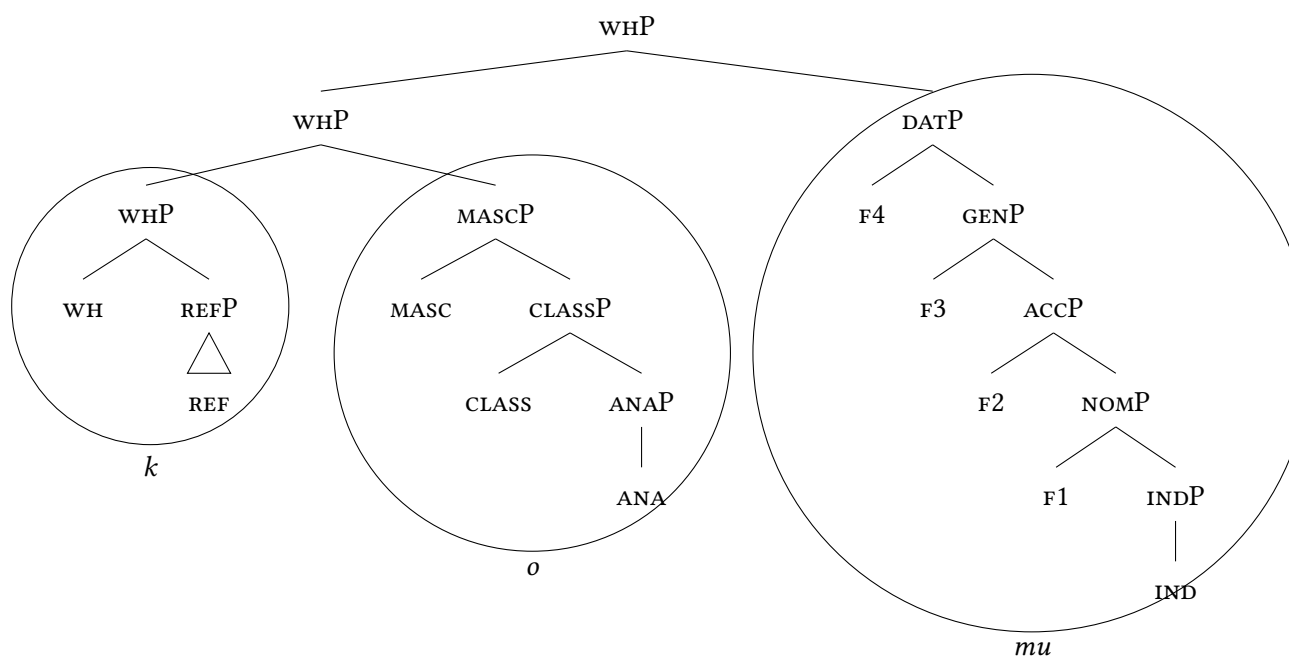 WHP
WHP DATP
WHP MASCP F4 GENP
WH REFP MASC CLASSP F3 ACCP
REF CLASS ANAP F2 NOMP
k
ANA F1 INDP
o
IND
mu